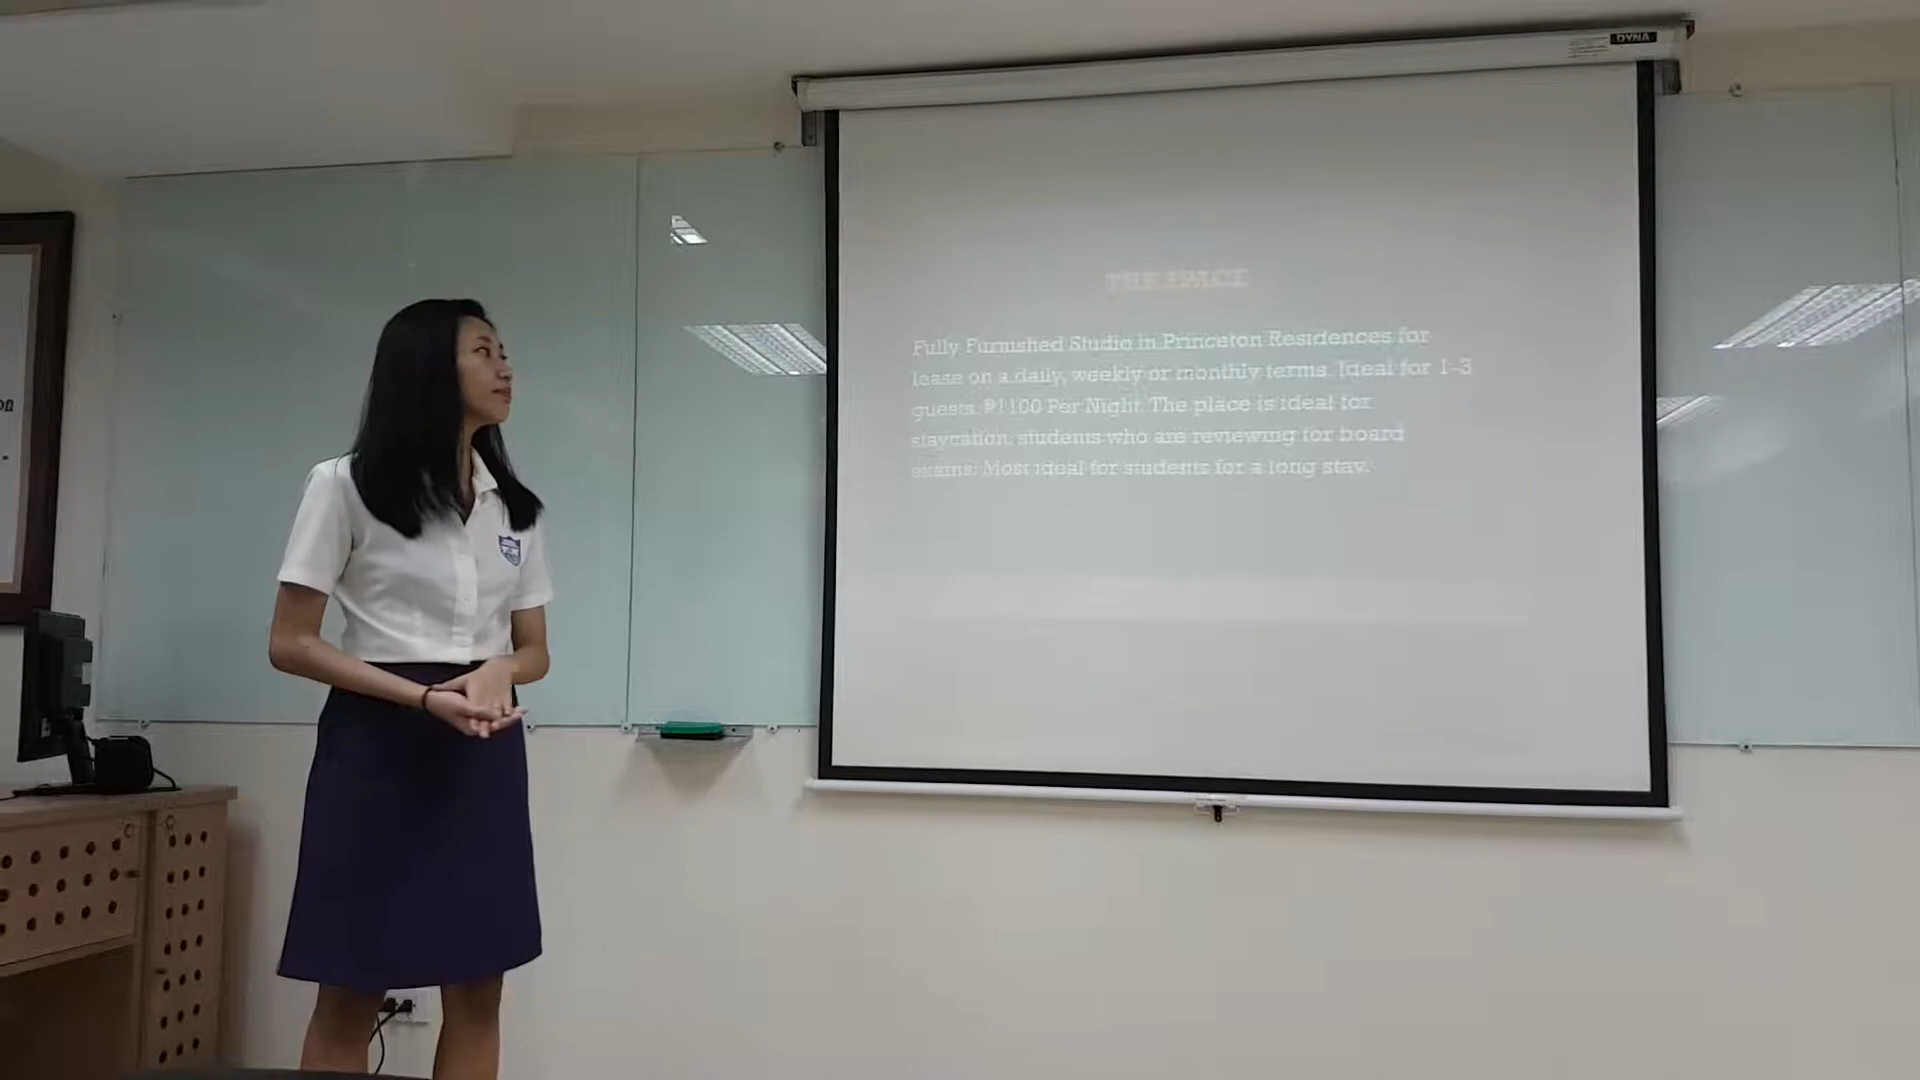 DYNA
THE SPACE
Fully Furnished Studio in Princeton Residences for
lease on a daily, weekly or monthly terms. Ideal for 1-3
guests. ₱1100 Per Night. The place is ideal for
staycation, students who are reviewing for board
exams. Most ideal for students for a long stay.